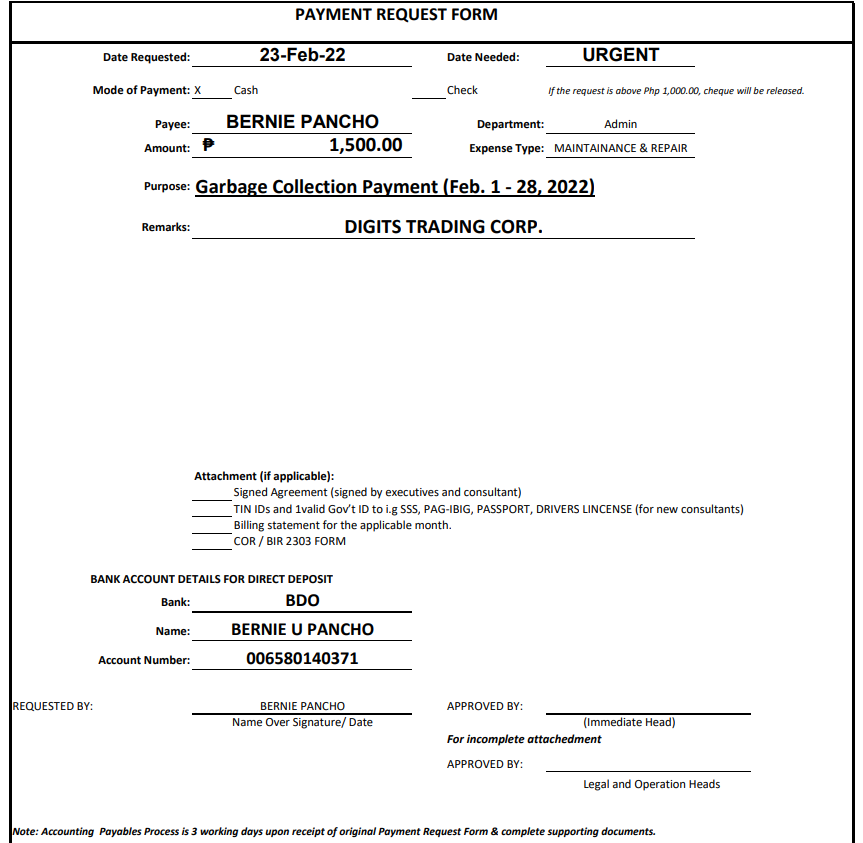 PAYMENT REQUEST FORM
Date Requested: 23-Feb-22 Date Needed: URGENT
Mode of Payment: X Cash Check If the request is above Php 1,000.00, cheque will be released.
Payee: BERNIE PANCHO Department: Admin
Amount: ₱ 1,500.00 Expense Type: MAINTAINANCE & REPAIR
Purpose: Garbage Collection Payment (Feb. 1 - 28, 2022)
Remarks: DIGITS TRADING CORP.
Attachment (if applicable):
Signed Agreement (signed by executives and consultant)
TIN IDs and 1valid Gov't ID to i.g SSS, PAG-IBIG, PASSPORT, DRIVERS LINCENSE (for new consultants)
Billing statement for the applicable month.
COR / BIR 2303 FORM
BANK ACCOUNT DETAILS FOR DIRECT DEPOSIT
Bank: BDO
Name: BERNIE U PANCHO
Account Number: 006580140371
REQUESTED BY: BERNIE PANCHO APPROVED BY:
Name Over Signature/ Date (Immediate Head)
For incomplete attachedment
APPROVED BY:
Legal and Operation Heads
Note: Accounting Payables Process is 3 working days upon receipt of original Payment Request Form & complete supporting documents.